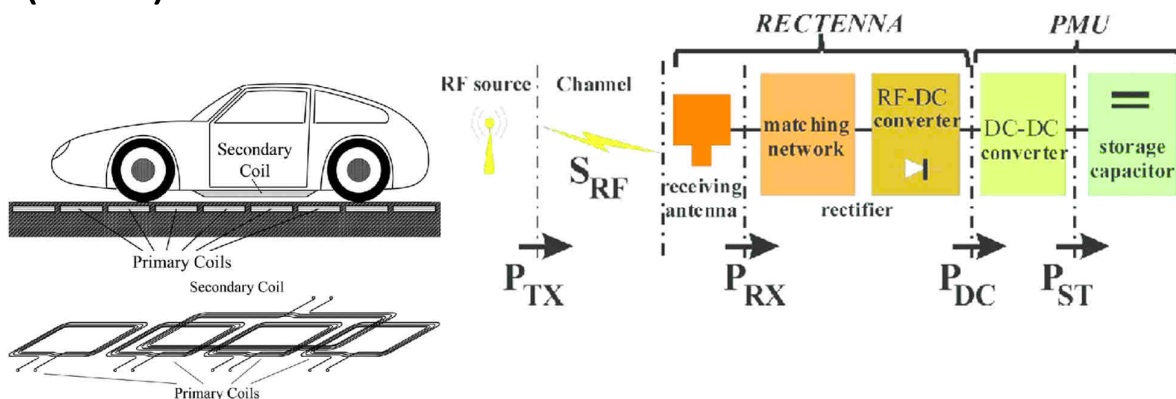 Secondary
Coil
Primary Coils
Secondary Coil
Primary Coils
RECTENNA
PMU
RF source
Channel
S_RF
receiving
antenna
matching
network
RF-DC
converter
rectifier
DC-DC
converter
storage
capacitor
P_TX
P_RX
P_DC
P_ST